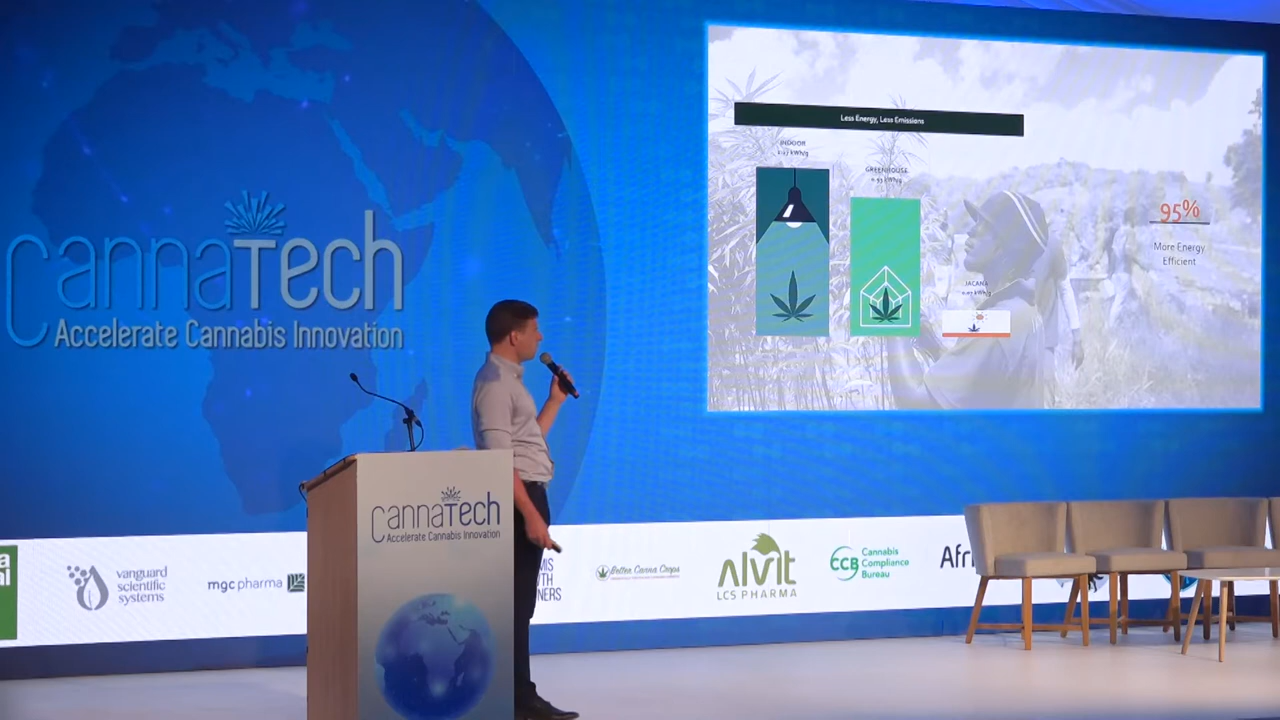 cannatech
Accelerate Cannabis Innovation
Less Energy, Less Emissions
INDOOR
GREENHOUSE
JACANA
95%
More Energy
Efficient
cannatech
Accelerate Cannabis Innovation
vanguard
scientific
systems
mgc pharma
Better Canna Crops
alvit
LCS PHARMA
CCB
Cannabis
Compliance
Bureau
Afri